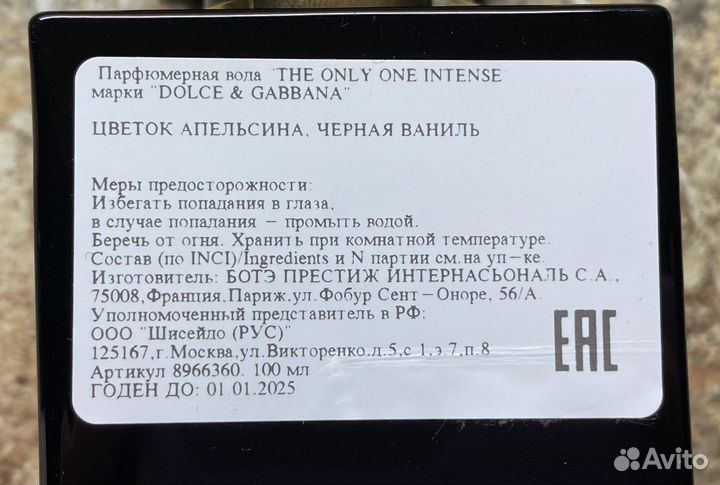 Парфюмерная вода "THE ONLY ONE INTENSE"
марки "DOLCE & GABBANA"
ЦВЕТОК АПЕЛЬСИНА, ЧЕРНАЯ ВАНИЛЬ
Меры предосторожности:
Избегать попадания в глаза,
в случае попалания – промыть водой.
Беречь от огня. Хранить при комнатной температуре.
Состав (по INCI)/Ingredients и N партии см.на уп-ке.
Изготовитель: БОТЭ ПРЕСТИЖ ИНТЕРНАСЬОНАЛЬ С.А.,
75008,Франция,Париж,ул.Фобур Сент-Оноре, 56/А.
Уполномоченный представитель в РФ:
ООО "Шисейло (РУС)"
125167,г.Москва,ул.Викторенко,д.5,с 1,э.7,п.8
Артикул 8966360. 100 мл
ГОДЕН ДО: 01.01.2025
EAC
Avito